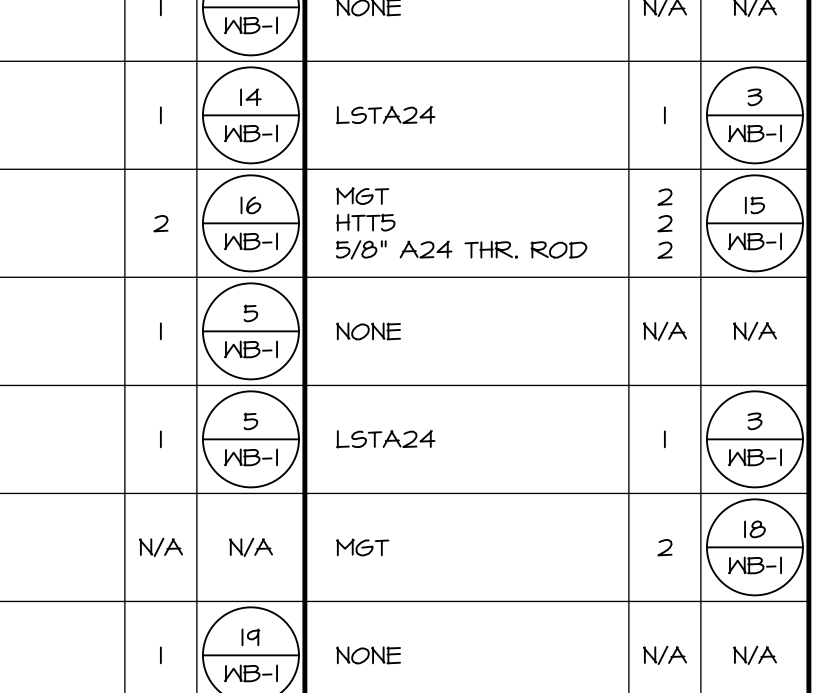 1 WB-1 NONE N/A N/A
1 14 WB-1 LSTA24 1 3 WB-1
2 16 WB-1 MGT 2 15 WB-1
HTT5 2
5/8" A24 THR. ROD 2
1 5 WB-1 NONE N/A N/A
1 5 WB-1 LSTA24 1 3 WB-1
N/A N/A MGT 2 18 WB-1
1 19 WB-1 NONE N/A N/A